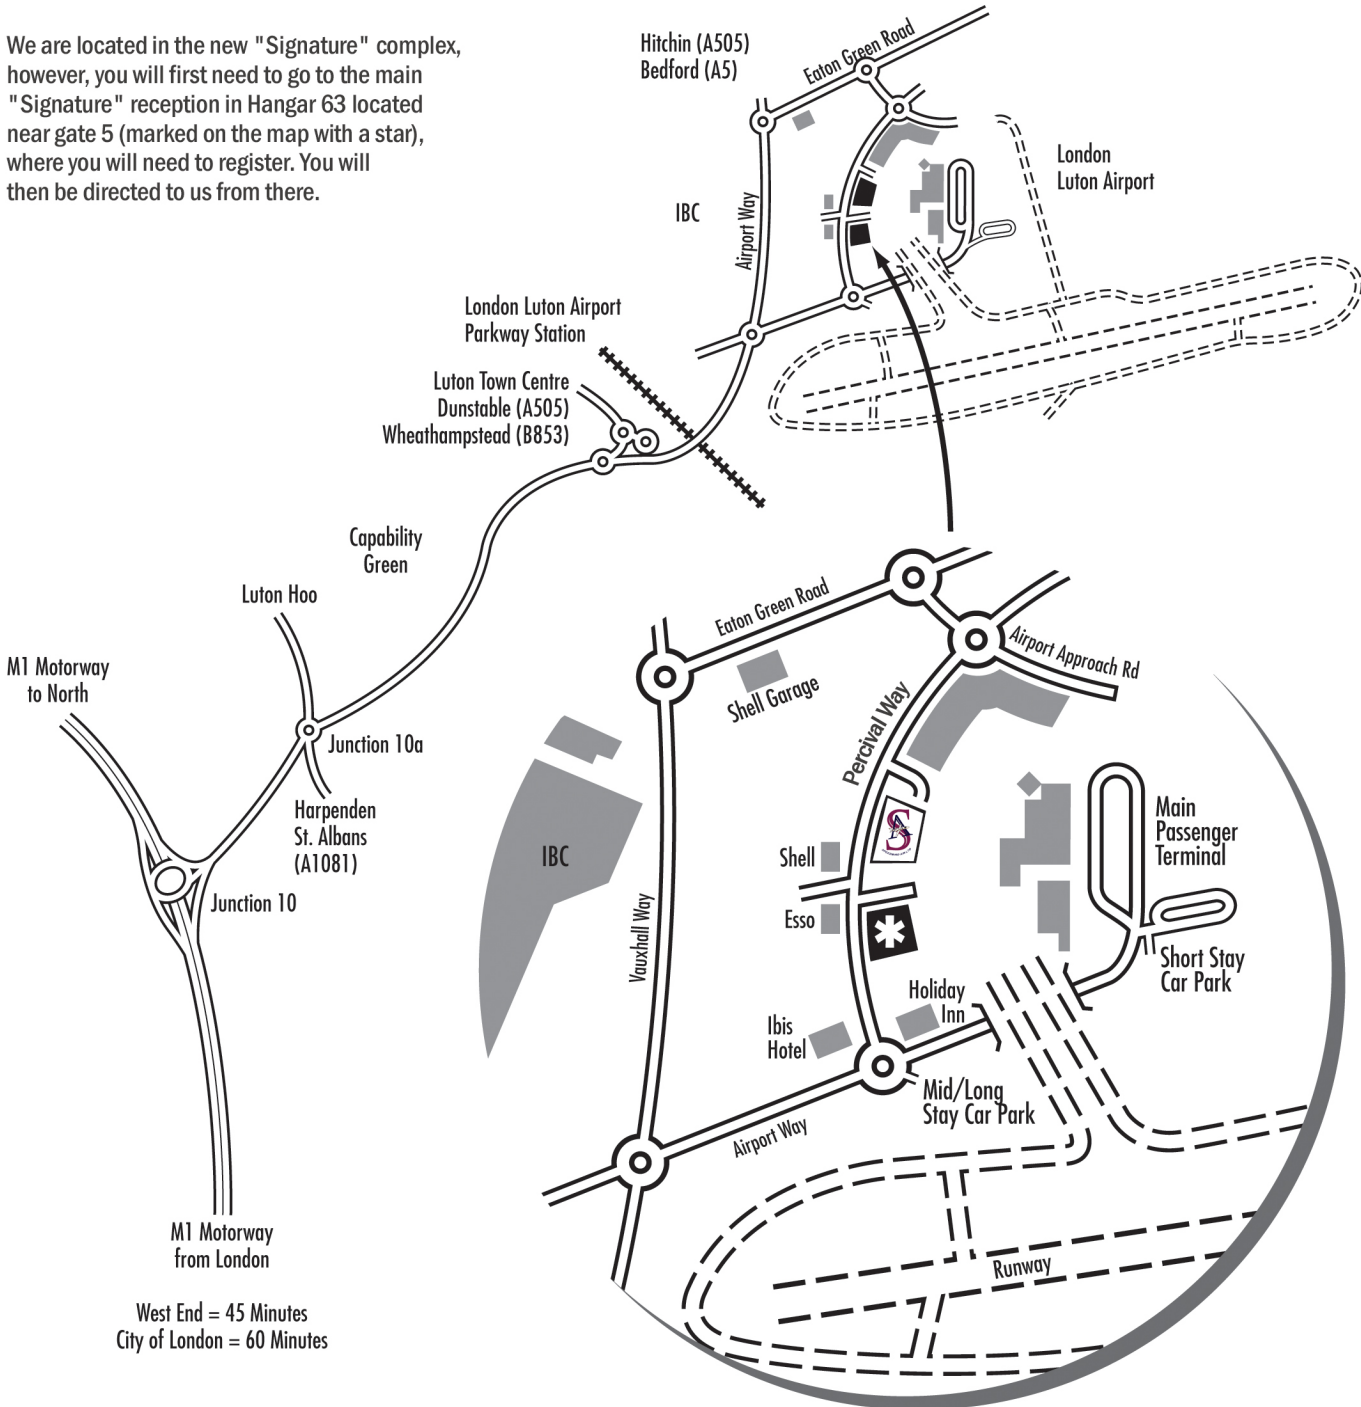 We are located in the new "Signature" complex,
however, you will first need to go to the main
"Signature" reception in Hangar 63 located
near gate 5 (marked on the map with a star),
where you will need to register. You will
then be directed to us from there.
Hitchin (A505)
Bedford (A5)
Eaton Green Road
London
Luton Airport
IBC
Airport Way
London Luton Airport
Parkway Station
Luton Town Centre
Dunstable (A505)
Wheathampstead (B853)
Capability
Green
Luton Hoo
M1 Motorway
to North
Junction 10a
Harpenden
St. Albans
(A1081)
Junction 10
M1 Motorway
from London
West End = 45 Minutes
City of London = 60 Minutes
Eaton Green Road
Airport Approach Rd
Shell Garage
Percival Way
IBC
Vauxhall Way
Shell
Esso
Main
Passenger
Terminal
Short Stay
Car Park
Holiday
Inn
Ibis
Hotel
Mid/Long
Stay Car Park
Airport Way
Runway